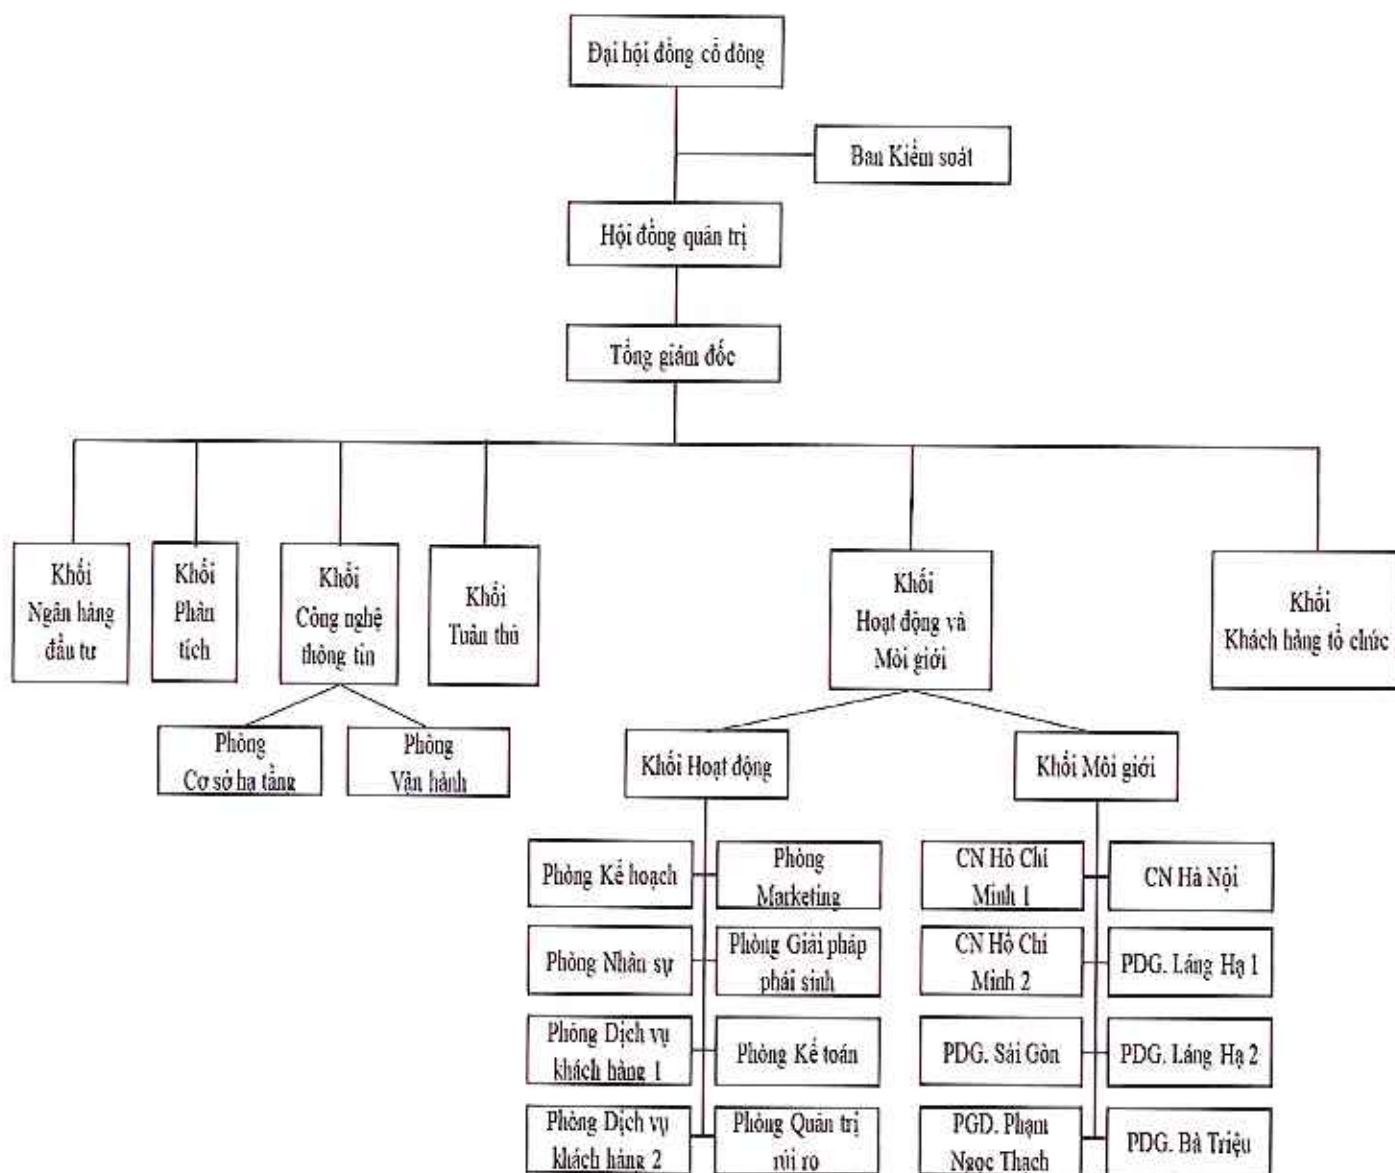 Đại hội đồng cổ đông
Ban Kiểm soát
Hội đồng quản trị
Tổng giám đốc
Khối
Ngân hàng
đầu tư
Khối
Phân
tích
Khối
Công nghệ
thông tin
Khối
Tuân thủ
Khối
Hoạt động và
Môi giới
Khối
Khách hàng tổ chức
Phòng
Cơ sở hạ tầng
Phòng
Vận hành
Khối Hoạt động
Khối Môi giới
Phòng Kế hoạch
Phòng
Marketing
CN Hồ Chí
Minh 1
CN Hà Nội
Phòng Nhân sự
Phòng Giải pháp
phái sinh
CN Hồ Chí
Minh 2
PDG. Láng Hạ 1
Phòng Dịch vụ
khách hàng 1
Phòng Kế toán
PDG. Sài Gòn
PDG. Láng Hạ 2
Phòng Dịch vụ
khách hàng 2
Phòng Quản trị
rủi ro
PGD. Phạm
Ngọc Thạch
PDG. Bà Triệu